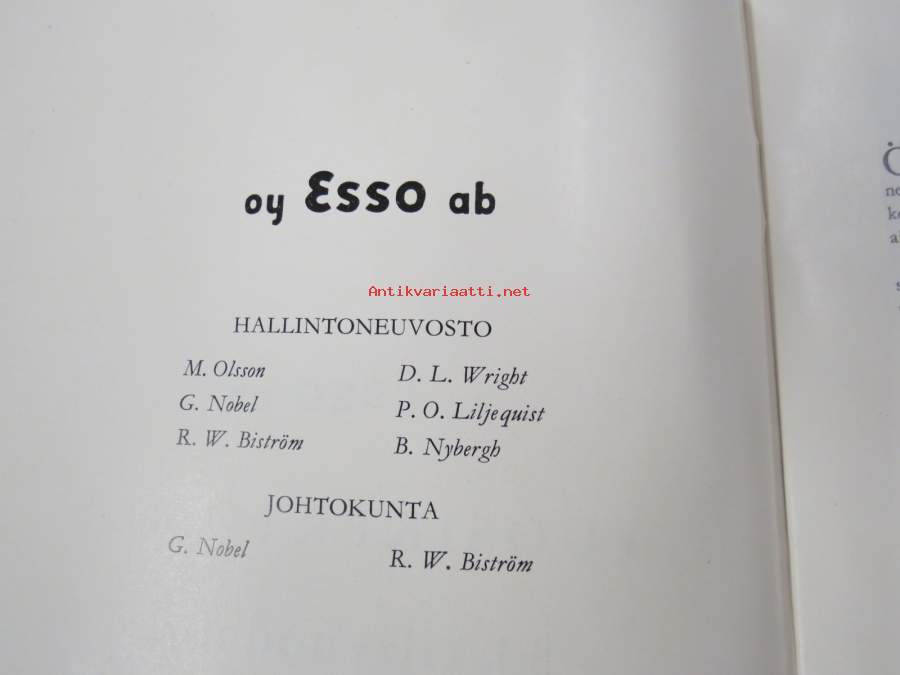 oy Esso ab
Antikvariaatti.net
HALLINTONEUVOSTO
M. Olsson D. L. Wright
G. Nobel P. O. Liljequist
R. W. Biström B. Nybergh
JOHTOKUNTA
G. Nobel R. W. Biström